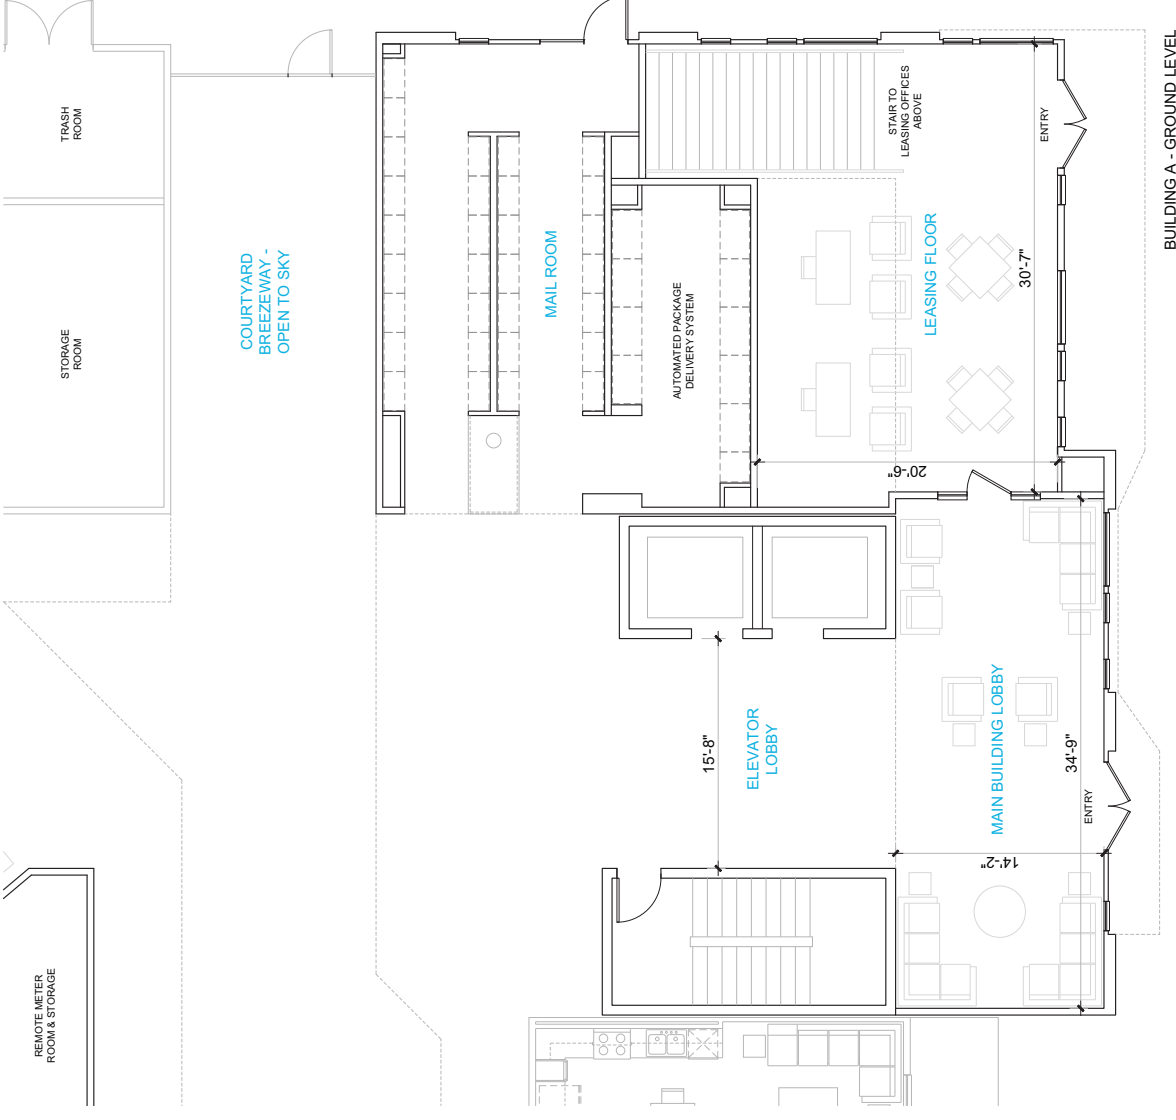 BUILDING A - GROUND LEVEL
TRASH
ROOM
STORAGE
ROOM
COURTYARD
BREEZEWAY -
OPEN TO SKY
MAIL ROOM
AUTOMATED PACKAGE
DELIVERY SYSTEM
STAIR TO
LEASING OFFICES
ABOVE
ENTRY
LEASING FLOOR
30'-7"
20'-6"
15'-8"
ELEVATOR
LOBBY
MAIN BUILDING LOBBY
34'-9"
ENTRY
14'-2"
REMOTE METER
ROOM & STORAGE